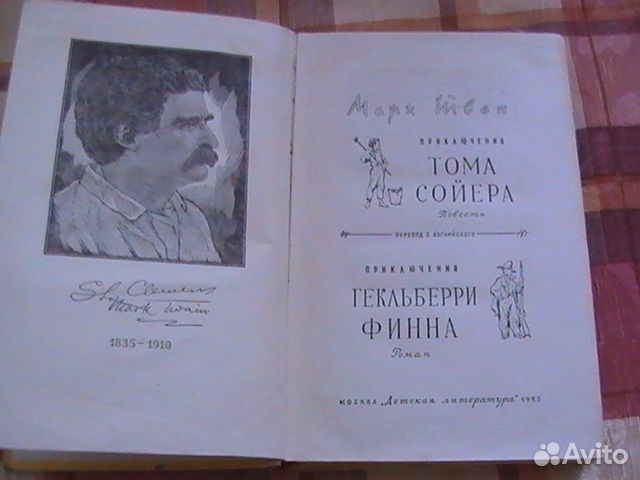 S.L. Clemens
Mark Twain
1835–1910
Марк Твен
ПРИКЛЮЧЕНИЯ
ТОМА
СОЙЕРА
Повесть
ПЕРЕВОД С АНГЛИЙСКОГО
ПРИКЛЮЧЕНИЯ
ГЕКЛЬБЕРРИ
ФИННА
Роман
МОСКВА „Детская литература"
Avito